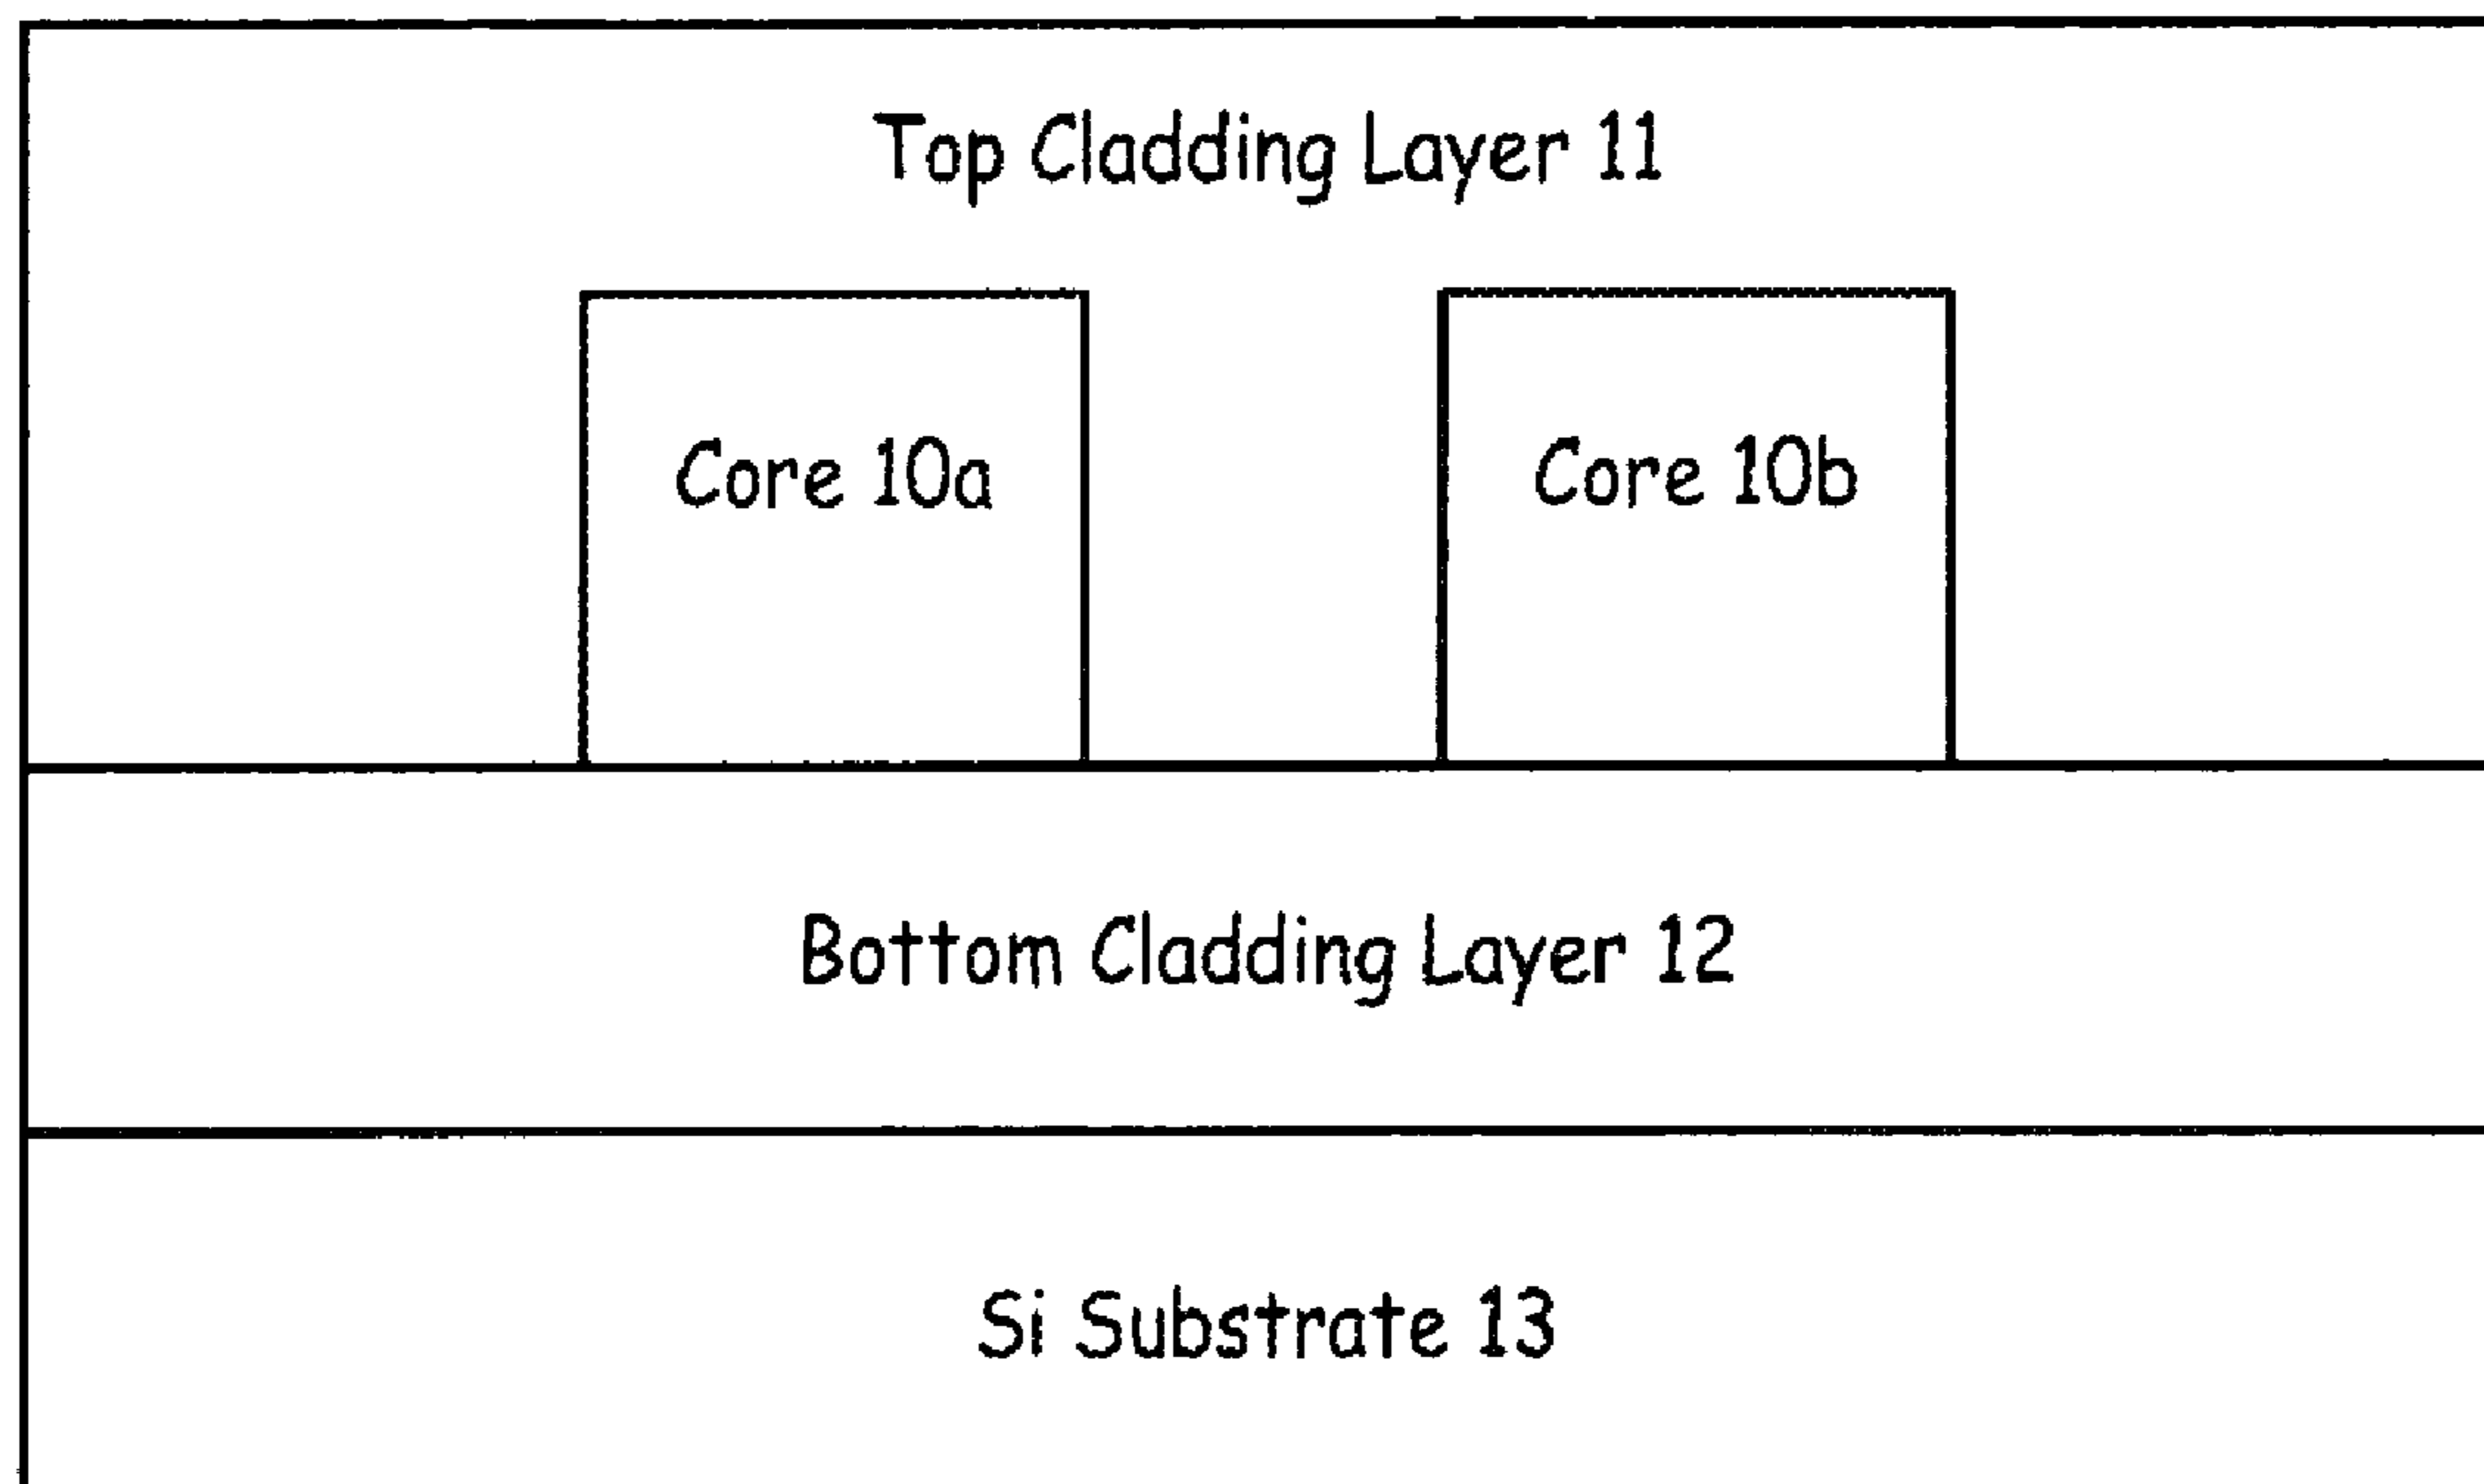 Top Cladding Layer 11
Core 10a
Core 10b
Bottom Cladding Layer 12
Si Substrate 13